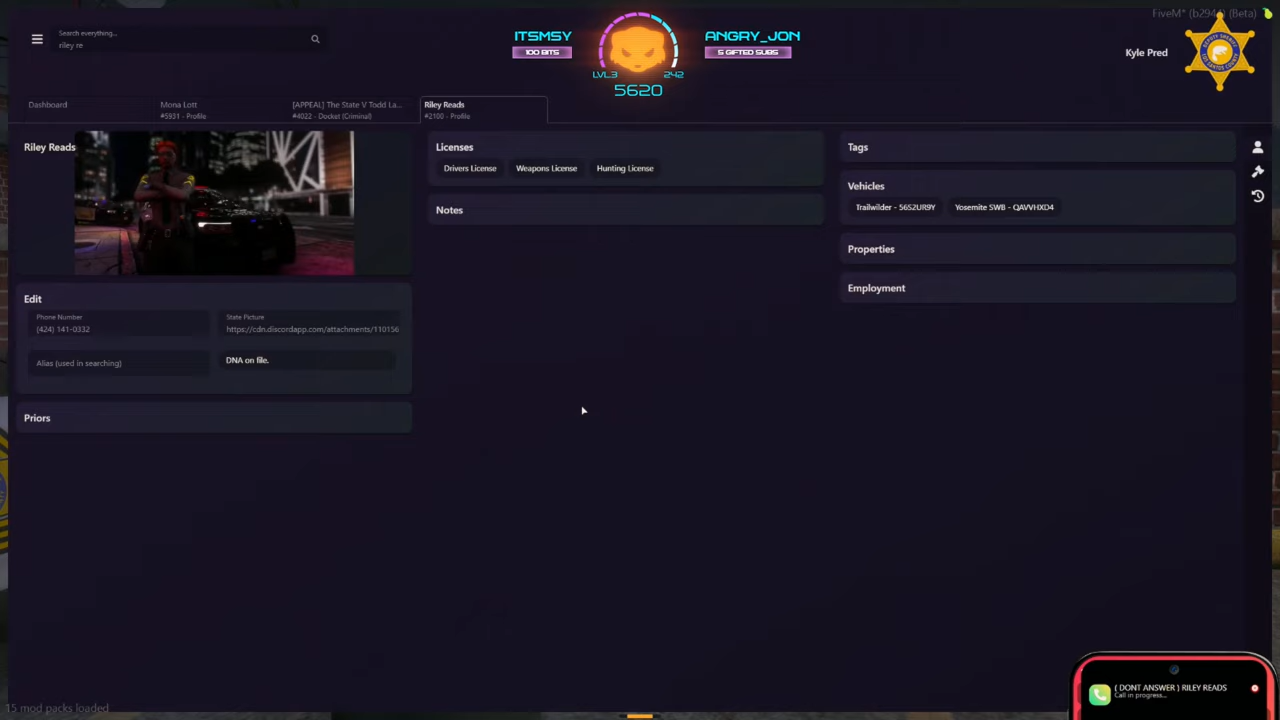 FiveM* (b294) (Beta)
Search everything...
riley re
ITSMSY
100 BITS
LVL3
242
5620
ANGRY_JON
5 GIFTED SUBS
Kyle Pred
Dashboard
Mona Lott
#5931 - Profile
[APPEAL] The State V Todd La...
#4022 - Docket (Criminal)
Riley Reads
#2100 - Profile
Riley Reads
Edit
Phone Number
(424) 141-0332
State Picture
https://cdn.discordapp.com/attachments/110156
Alias (used in searching)
DNA on file.
Priors
Licenses
Drivers License
Weapons License
Hunting License
Notes
Tags
Vehicles
Trailwilder - 56S2UR9Y
Yosemite SWB - QAVVHXD4
Properties
Employment
( DONT ANSWER ) RILEY READS
Call in progress...
15 mod packs loaded